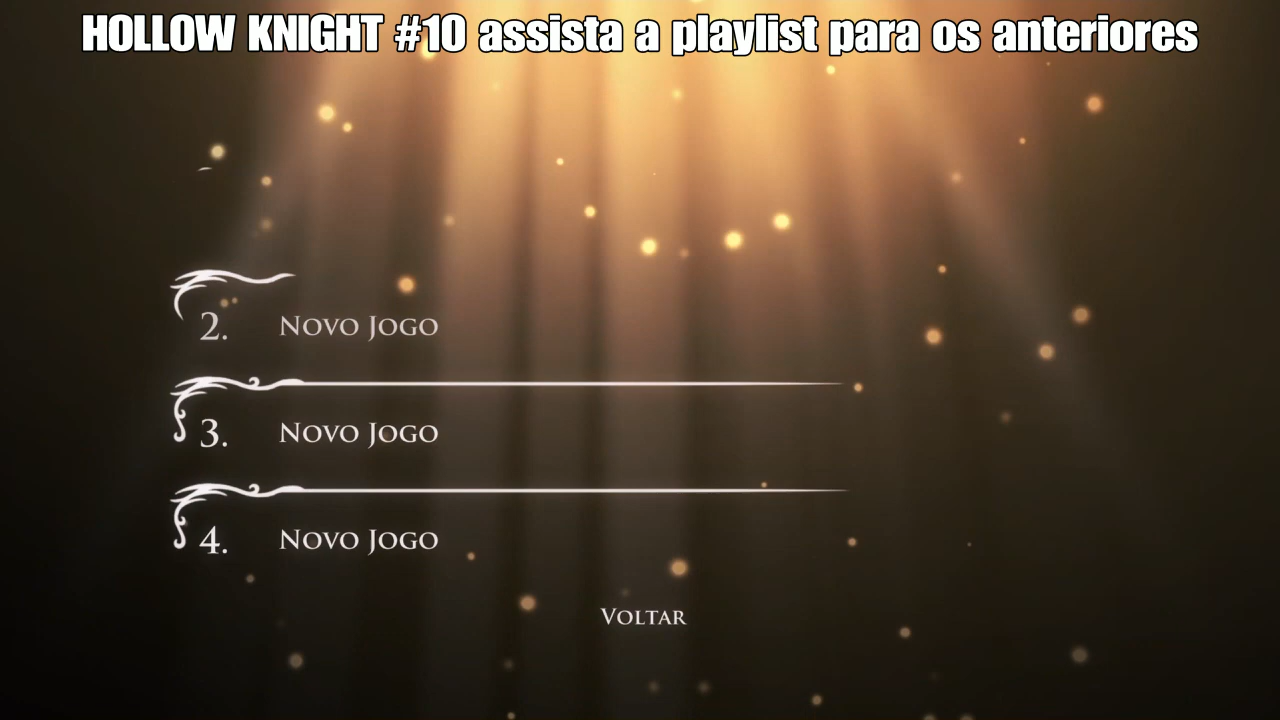 HOLLOW KNIGHT #10 assista a playlist para os anteriores
2. Novo Jogo
3. Novo Jogo
4. Novo Jogo
Voltar